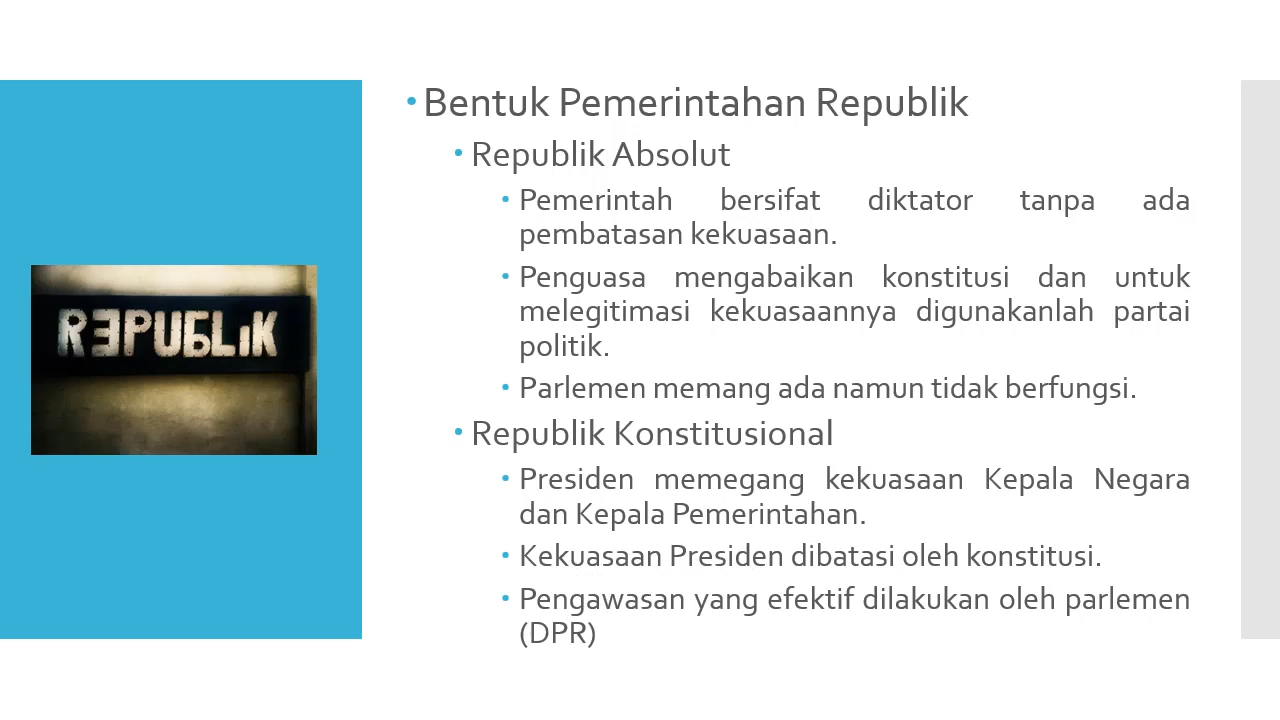 REPUBLiK
• Bentuk Pemerintahan Republik
• Republik Absolut
• Pemerintah bersifat diktator tanpa ada
pembatasan kekuasaan.
• Penguasa mengabaikan konstitusi dan untuk
melegitimasi kekuasaannya digunakanlah partai
politik.
• Parlemen memang ada namun tidak berfungsi.
• Republik Konstitusional
• Presiden memegang kekuasaan Kepala Negara
dan Kepala Pemerintahan.
• Kekuasaan Presiden dibatasi oleh konstitusi.
• Pengawasan yang efektif dilakukan oleh parlemen
(DPR)